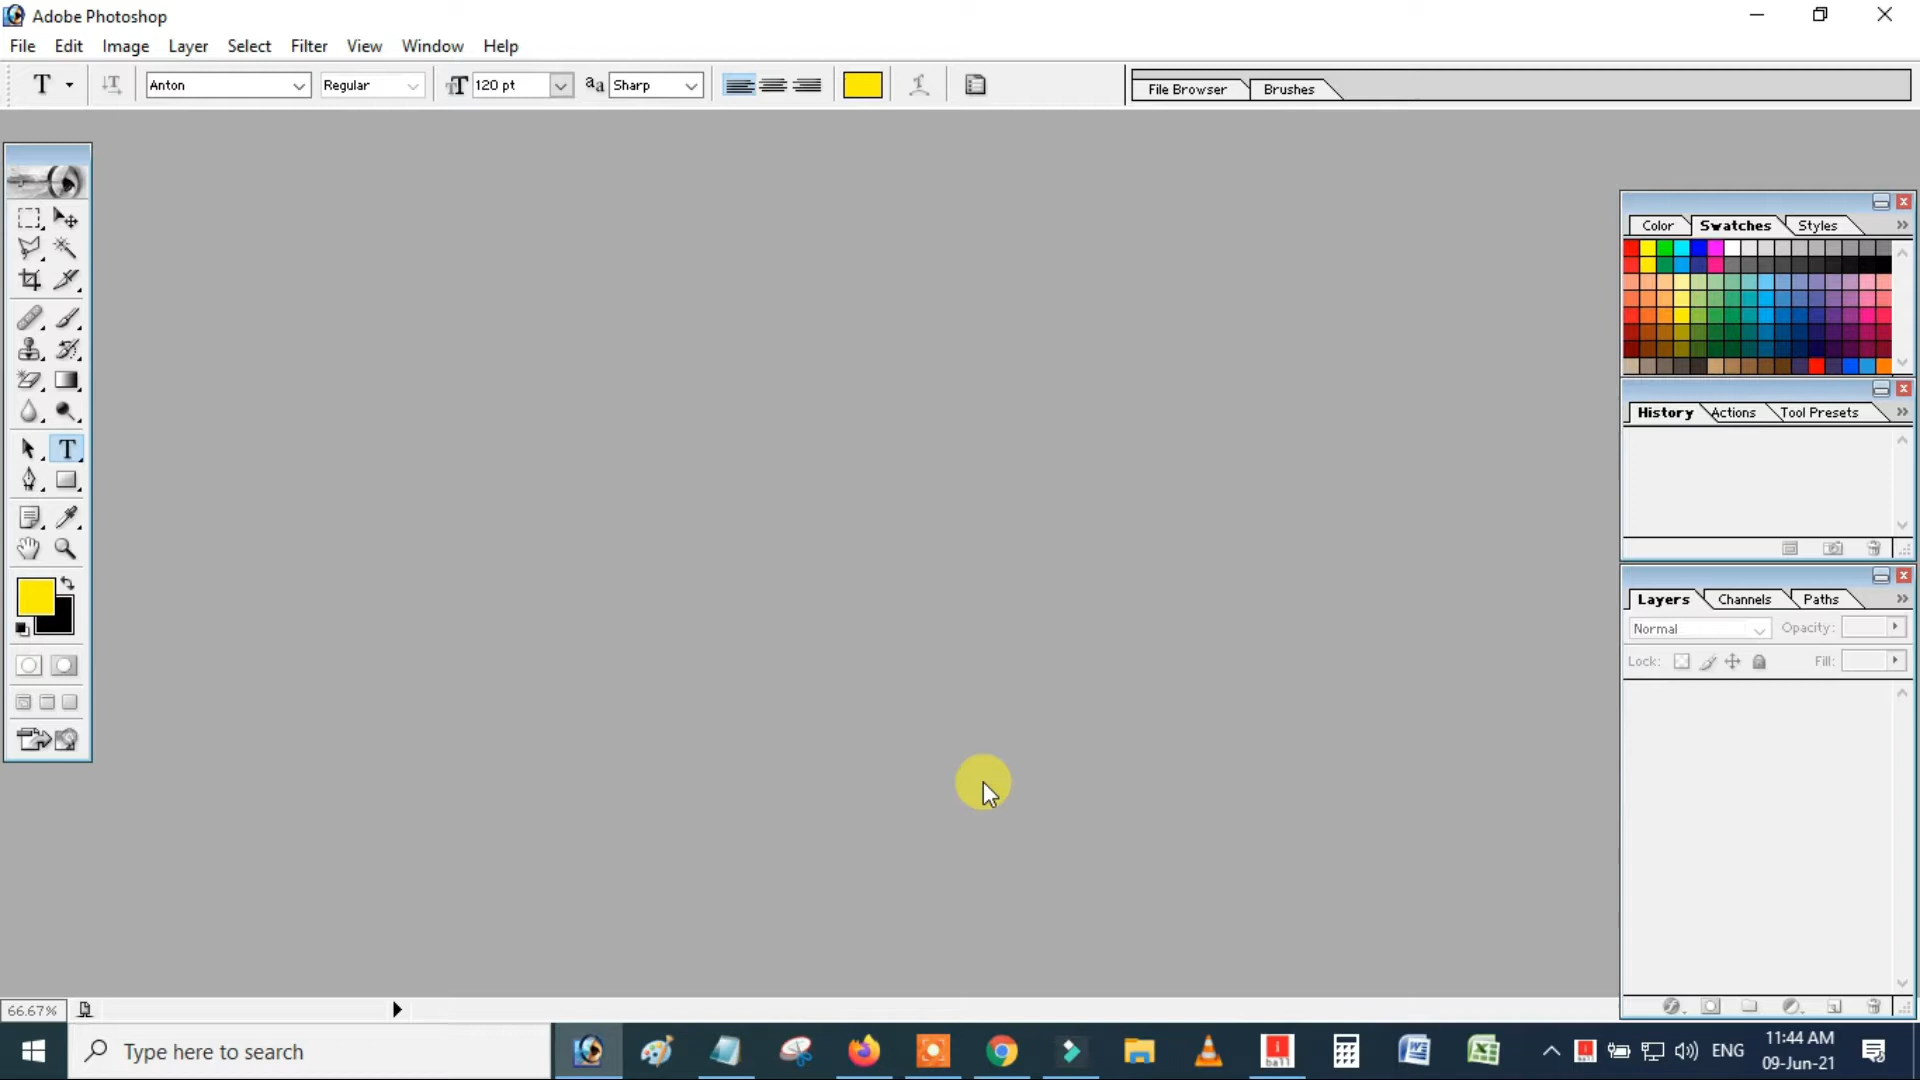 Adobe Photoshop
File Edit Image Layer Select Filter View Window Help
T Anton Regular T 120 pt aa Sharp File Browser Brushes
Color Swatches Styles
History Actions Tool Presets
T
Layers Channels Paths
Normal Opacity:
Lock: Fill:
66.67%
Type here to search
iball
ENG
11:44 AM
09-Jun-21